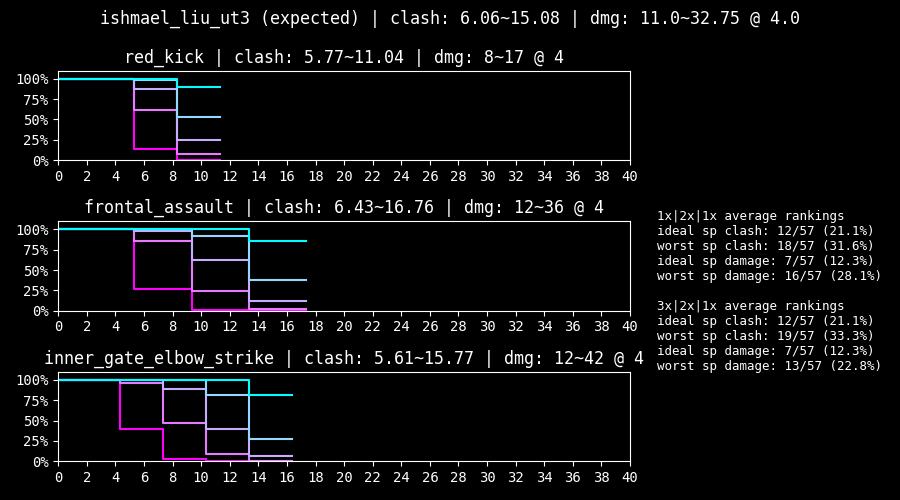 ishmael_liu_ut3 (expected) | clash: 6.06~15.08 | dmg: 11.0~32.75 @ 4.0
red_kick | clash: 5.77~11.04 | dmg: 8~17 @ 4
100%
75%
50%
25%
0%
0 2 4 6 8 10 12 14 16 18 20 22 24 26 28 30 32 34 36 38 40
frontal_assault | clash: 6.43~16.76 | dmg: 12~36 @ 4
100%
75%
50%
25%
0%
0 2 4 6 8 10 12 14 16 18 20 22 24 26 28 30 32 34 36 38 40
inner_gate_elbow_strike | clash: 5.61~15.77 | dmg: 12~42 @ 4
100%
75%
50%
25%
0%
0 2 4 6 8 10 12 14 16 18 20 22 24 26 28 30 32 34 36 38 40
1x|2x|1x average rankings
ideal sp clash: 12/57 (21.1%)
worst sp clash: 18/57 (31.6%)
ideal sp damage: 7/57 (12.3%)
worst sp damage: 16/57 (28.1%)
3x|2x|1x average rankings
ideal sp clash: 12/57 (21.1%)
worst sp clash: 19/57 (33.3%)
ideal sp damage: 7/57 (12.3%)
worst sp damage: 13/57 (22.8%)